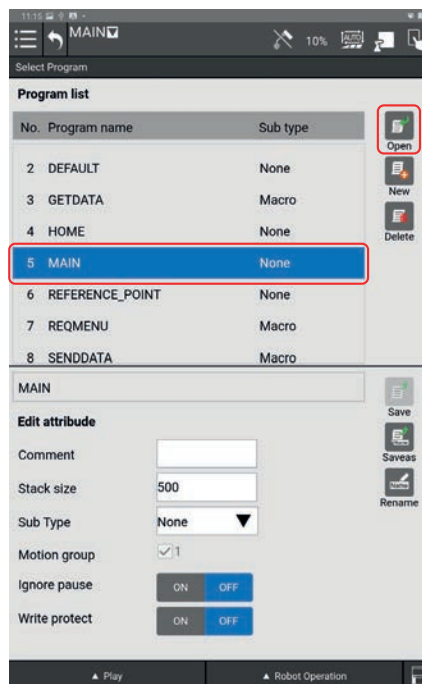 11:15
MAIN
10%
AUTO
Select Program
Program list
No. Program name Sub type
Open
2 DEFAULT None
New
3 GETDATA Macro
Delete
4 HOME None
5 MAIN None
6 REFERENCE_POINT None
7 REQMENU Macro
8 SENDDATA Macro
MAIN
Save
Edit attribude
Comment
Saveas
Stack size 500
Rename
Sub Type None
Motion group 1
Ignore pause ON OFF
Write protect ON OFF
Play Robot Operation